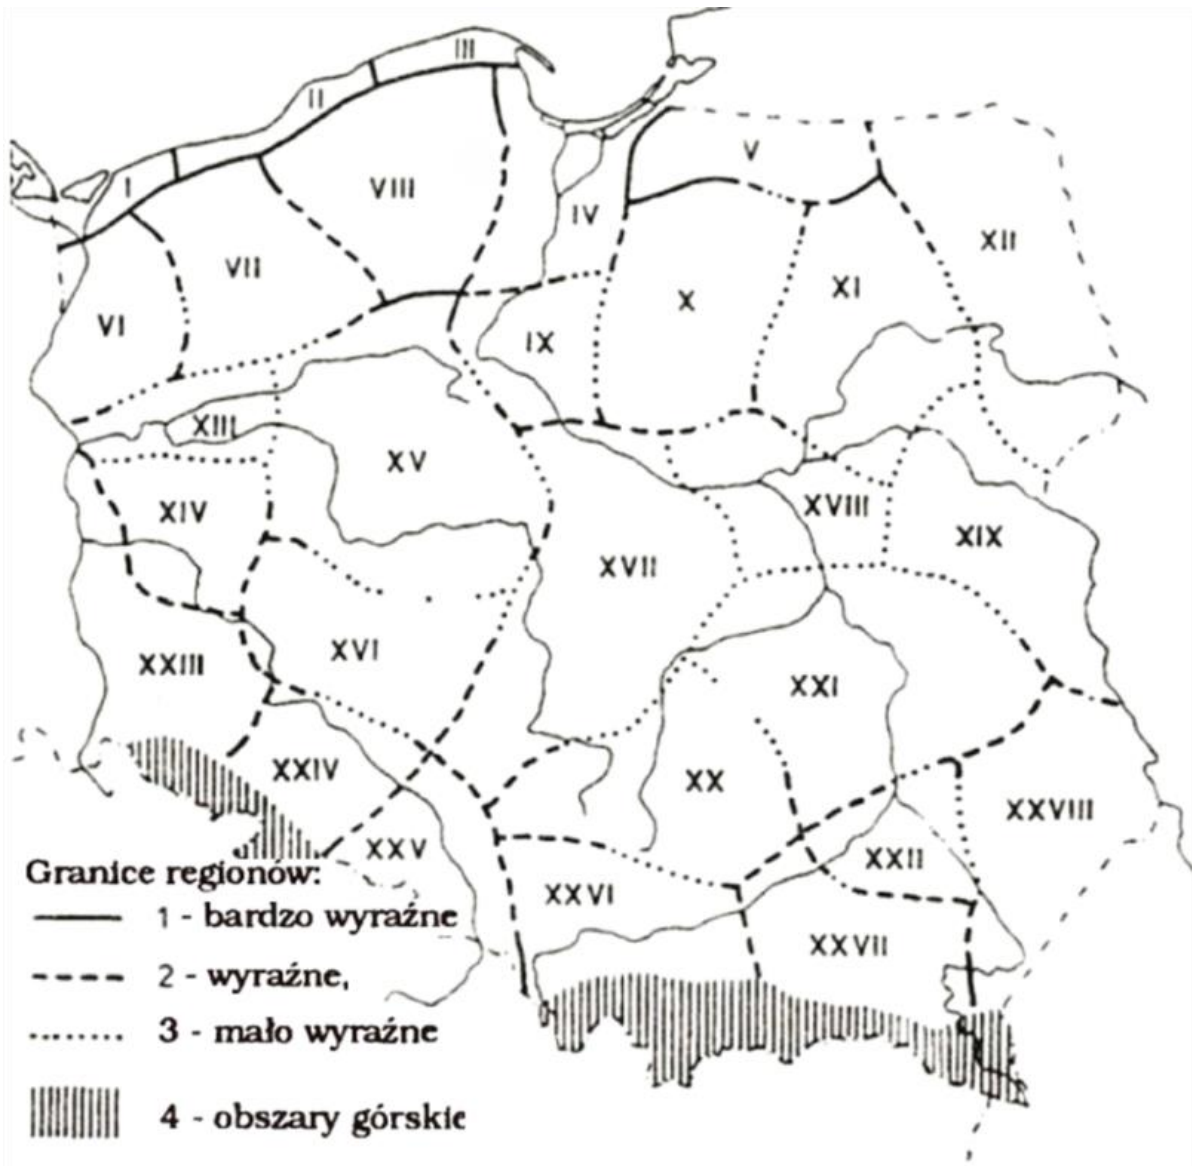 III
II
I
V
VIII
IV
XII
VII
XI
X
VI
IX
XIII
XV
XIV
XVIII
XIX
XVII
XVI
XXIII
XXI
XXIV
XX
XXVIII
XXV
XXII
XXVI
XXVII
Granice regionów:
1 - bardzo wyraźne
2 - wyraźne,
3 - mało wyraźne
4 - obszary górskie